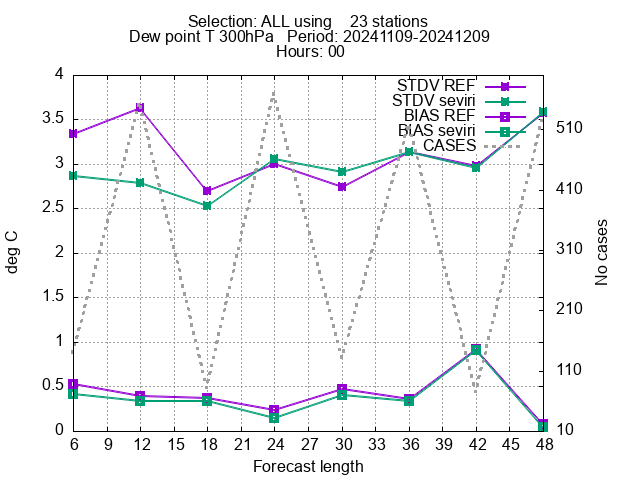 Selection: ALL using    23 stations
Dew point T 300hPa   Period: 20241109-20241209
Hours: 00
STDV REF
STDV seviri
BIAS REF
BIAS seviri
CASES
deg C
4
3.5
3
2.5
2
1.5
1
0.5
0
No cases
510
410
310
210
110
10
6 9 12 15 18 21 24 27 30 33 36 39 42 45 48
Forecast length